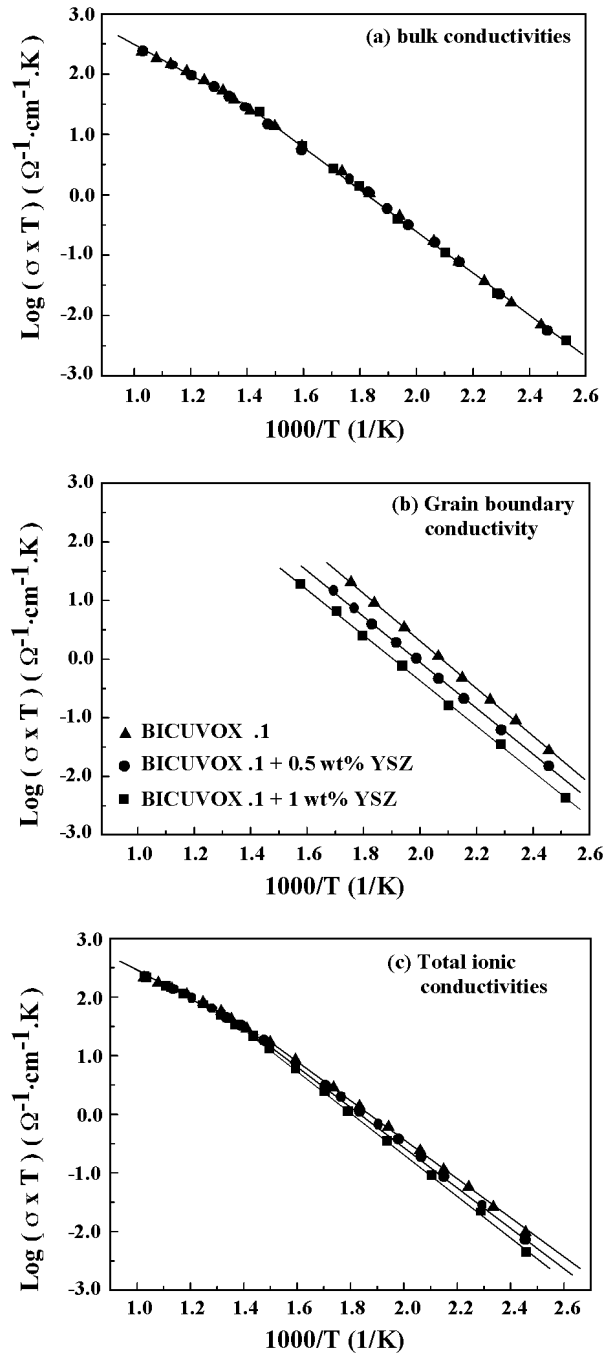 (a) bulk conductivities
3.0
2.0
1.0
0.0
-1.0
-2.0
-3.0
Log ( σ x T ) ( Ω-1.cm-1.K )
1.0 1.2 1.4 1.6 1.8 2.0 2.2 2.4 2.6
1000/T (1/K)
(b) Grain boundary
conductivity
3.0
2.0
1.0
0.0
-1.0
-2.0
-3.0
Log ( σ x T ) ( Ω-1.cm-1.K )
▲ BICUVOX .1
● BICUVOX .1 + 0.5 wt% YSZ
■ BICUVOX .1 + 1 wt% YSZ
1.0 1.2 1.4 1.6 1.8 2.0 2.2 2.4 2.6
1000/T (1/K)
(c) Total ionic
conductivities
3.0
2.0
1.0
0.0
-1.0
-2.0
-3.0
Log ( σ x T ) ( Ω-1.cm-1.K )
1.0 1.2 1.4 1.6 1.8 2.0 2.2 2.4 2.6
1000/T (1/K)